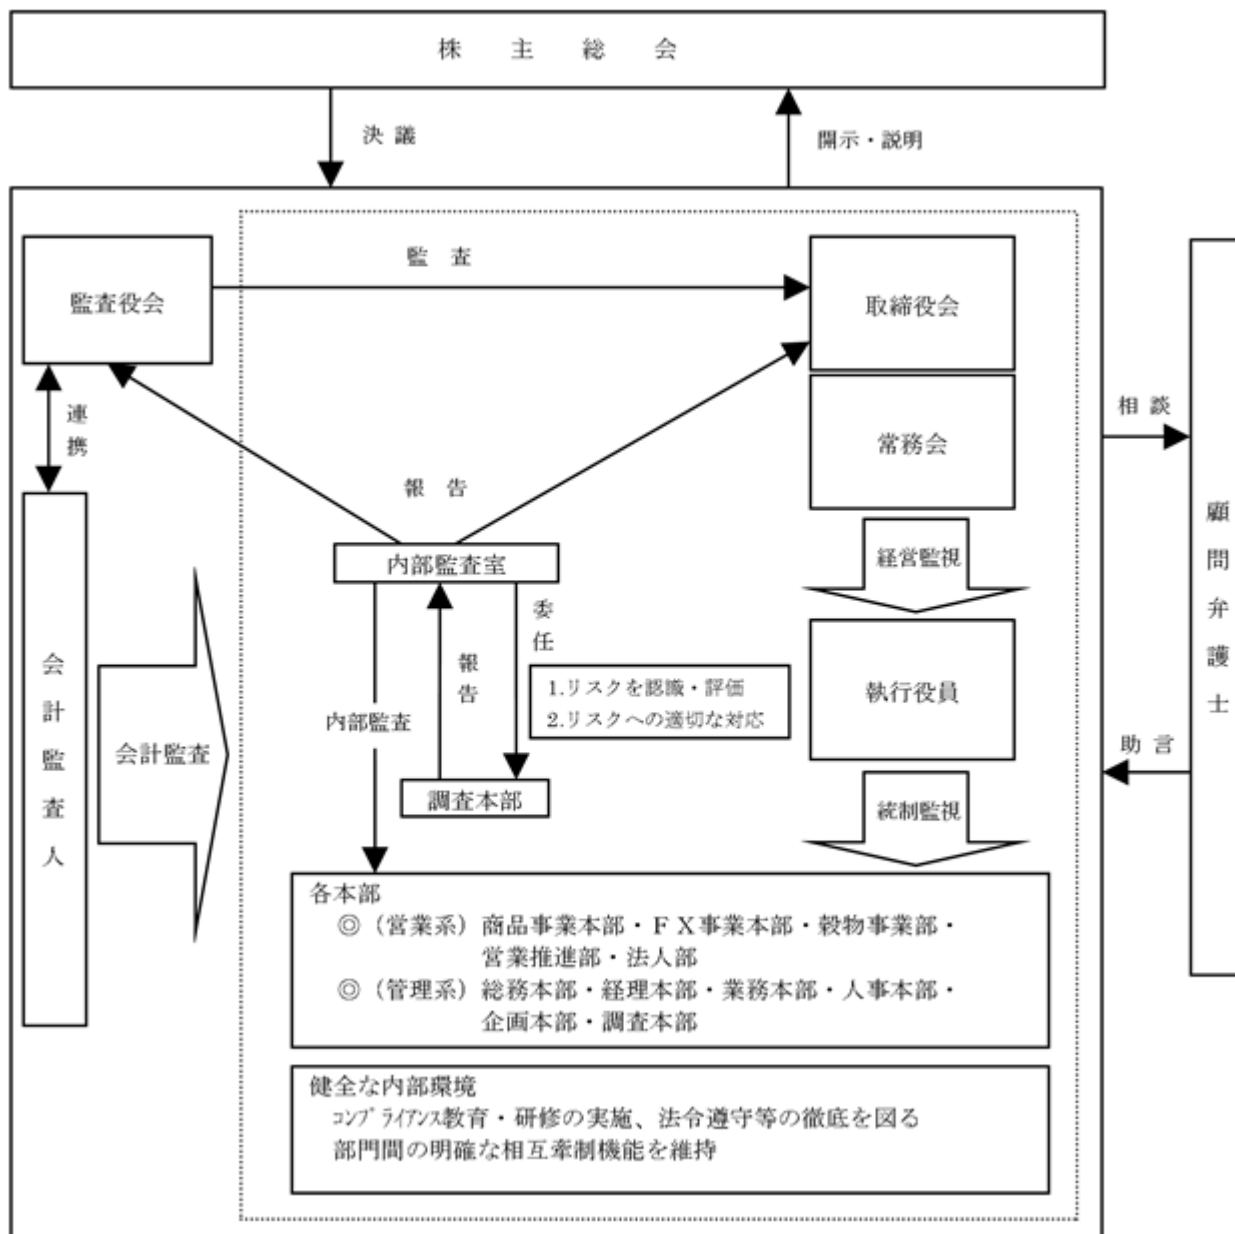 株主総会
決議
開示・説明
監査役会
監査
取締役会
常務会
連携
報告
相談
顧問弁護士
内部監査室
経営監視
委任
報告
1.リスクを認識・評価
2.リスクへの適切な対応
執行役員
会計監査人
会計監査
内部監査
調査本部
助言
統制監視
各本部
◎（営業系）商品事業本部・ＦＸ事業本部・穀物事業部・
営業推進部・法人部
◎（管理系）総務本部・経理本部・業務本部・人事本部・
企画本部・調査本部
健全な内部環境
ｺﾝﾌﾟﾗｲｱﾝｽ教育・研修の実施、法令遵守等の徹底を図る
部門間の明確な相互牽制機能を維持